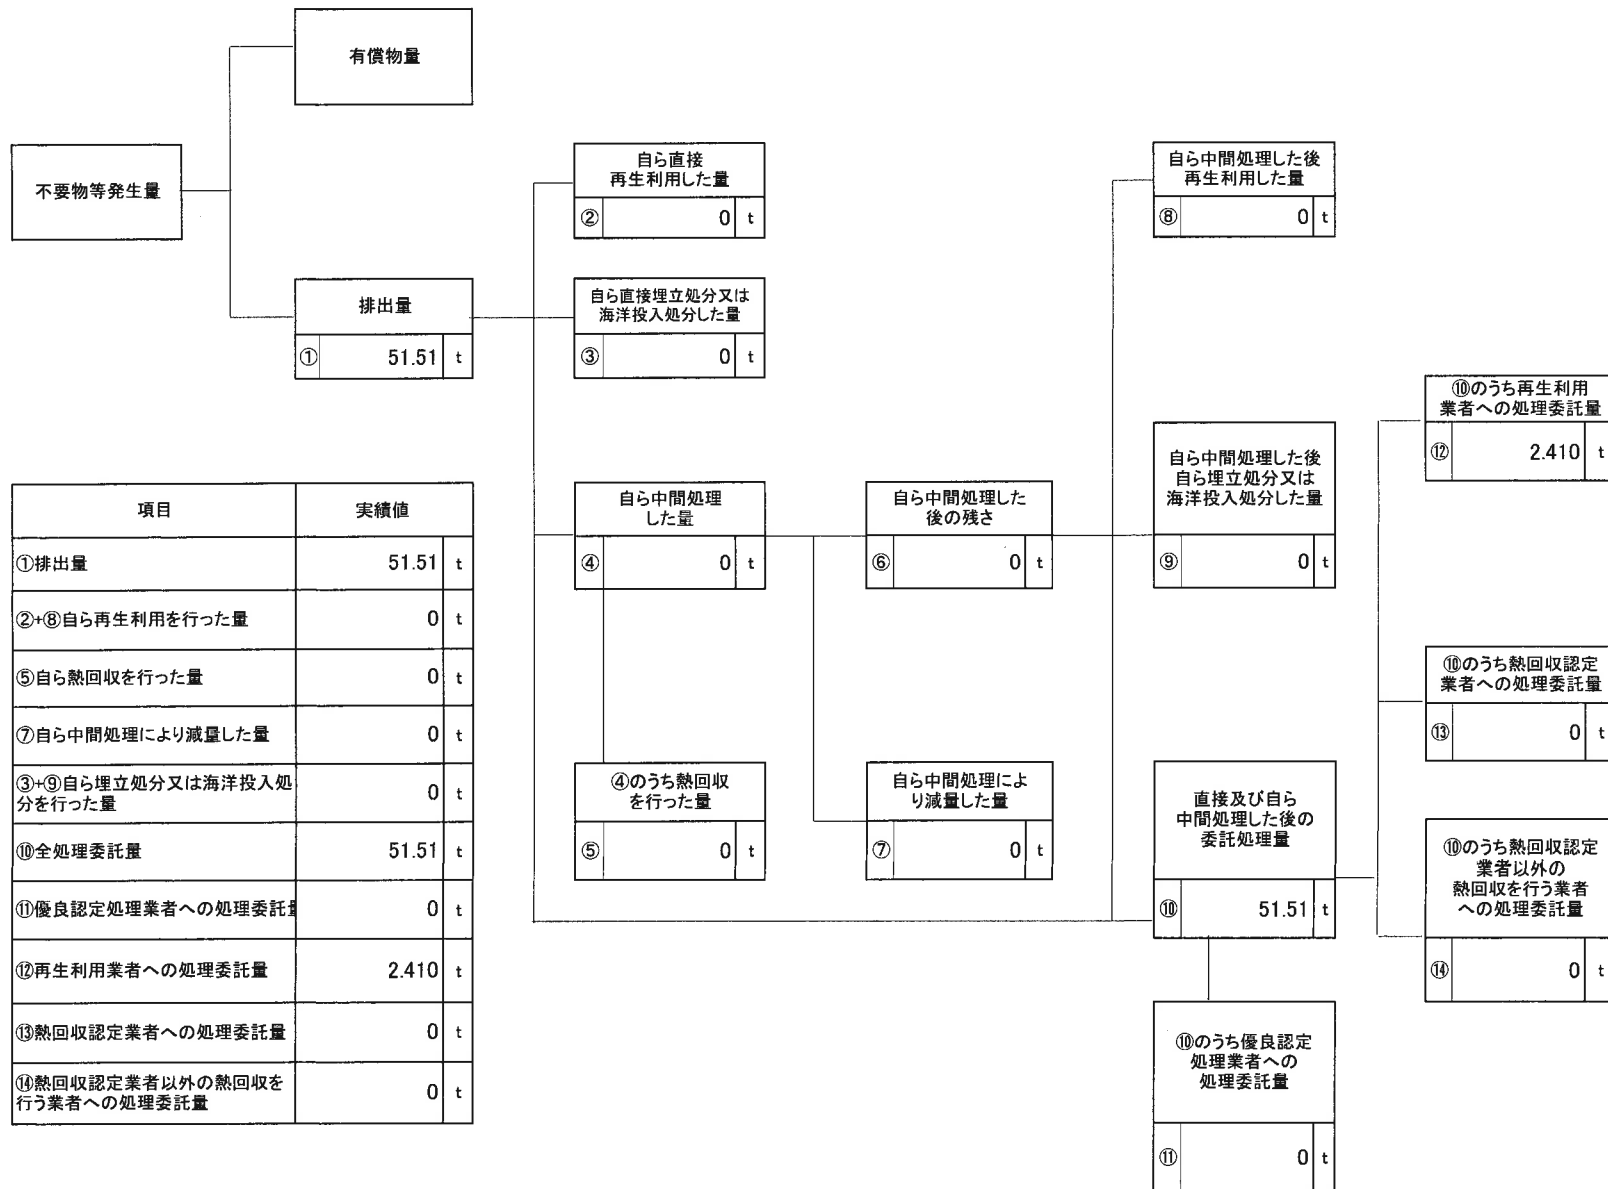 有償物量
不要物等発生量
排出量
① 51.51 t
自ら直接
再生利用した量
② 0 t
自ら直接埋立処分又は
海洋投入処分した量
③ 0 t
自ら中間処理
した量
④ 0 t
④のうち熱回収
を行った量
⑤ 0 t
自ら中間処理した
後の残さ
⑥ 0 t
自ら中間処理によ
り減量した量
⑦ 0 t
自ら中間処理した後
再生利用した量
⑧ 0 t
自ら中間処理した後
自ら埋立処分又は
海洋投入処分した量
⑨ 0 t
直接及び自ら
中間処理した後の
委託処理量
⑩ 51.51 t
⑩のうち優良認定
処理業者への
処理委託量
⑪ 0 t
⑩のうち再生利用
業者への処理委託量
⑫ 2.410 t
⑩のうち熱回収認定
業者への処理委託量
⑬ 0 t
⑩のうち熱回収認定
業者以外の
熱回収を行う業者
への処理委託量
⑭ 0 t
項目 実績値
①排出量 51.51 t
②+⑧自ら再生利用を行った量 0 t
⑤自ら熱回収を行った量 0 t
⑦自ら中間処理により減量した量 0 t
③+⑨自ら埋立処分又は海洋投入処
分を行った量 0 t
⑩全処理委託量 51.51 t
⑪優良認定処理業者への処理委託量 0 t
⑫再生利用業者への処理委託量 2.410 t
⑬熱回収認定業者への処理委託量 0 t
⑭熱回収認定業者以外の熱回収を
行う業者への処理委託量 0 t